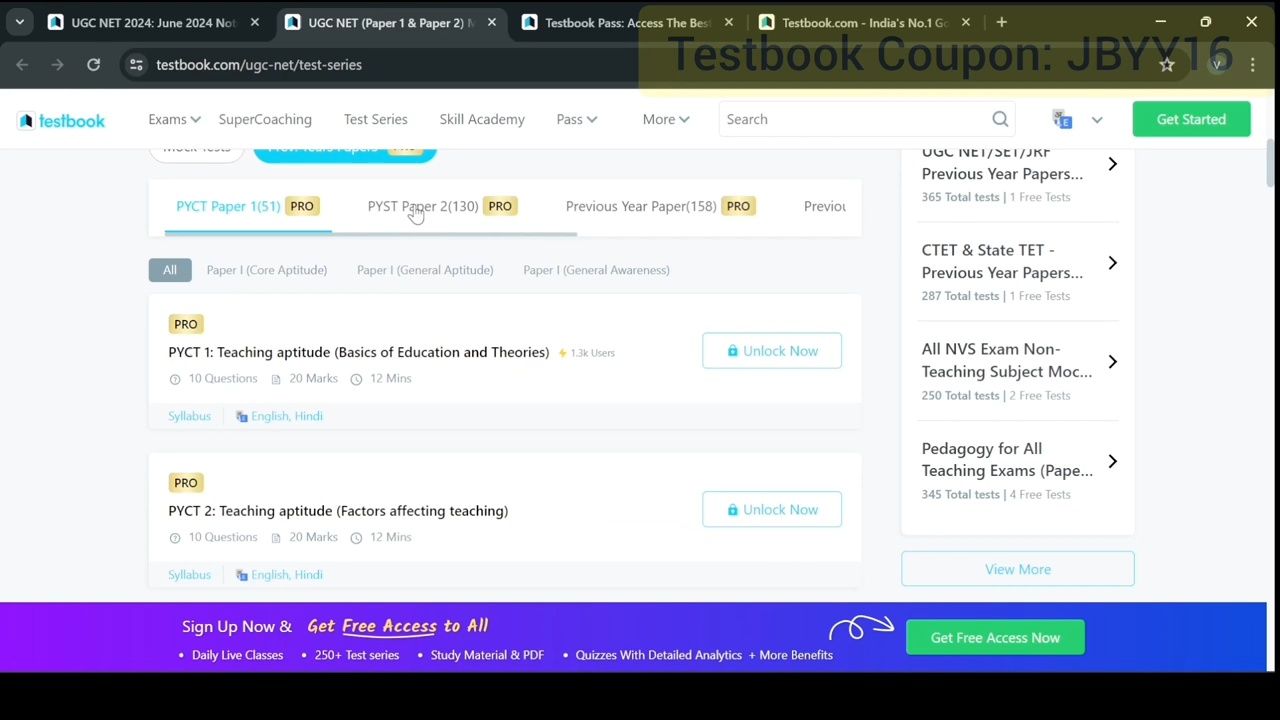 UGC NET 2024: June 2024 Not
UGC NET (Paper 1 & Paper 2) M
Testbook Pass: Access The Best
Testbook.com - India's No.1 Go
Testbook Coupon: JBYY16
testbook.com/ugc-net/test-series
V
testbook
Exams
SuperCoaching
Test Series
Skill Academy
Pass
More
Search
Get Started
Mock Tests
PYCT Paper 1(51) PRO
PYST Paper 2(130) PRO
Previous Year Paper(158) PRO
Previou
All
Paper I (Core Aptitude)
Paper I (General Aptitude)
Paper I (General Awareness)
PRO
PYCT 1: Teaching aptitude (Basics of Education and Theories) 1.3k Users
10 Questions 20 Marks 12 Mins
Unlock Now
Syllabus English, Hindi
PRO
PYCT 2: Teaching aptitude (Factors affecting teaching)
10 Questions 20 Marks 12 Mins
Unlock Now
Syllabus English, Hindi
UGC NET/SET/JRF
Previous Year Papers...
365 Total tests | 1 Free Tests
CTET & State TET -
Previous Year Papers...
287 Total tests | 1 Free Tests
All NVS Exam Non-
Teaching Subject Moc...
250 Total tests | 2 Free Tests
Pedagogy for All
Teaching Exams (Pape...
345 Total tests | 4 Free Tests
View More
Sign Up Now & Get Free Access to All
• Daily Live Classes • 250+ Test series • Study Material & PDF • Quizzes With Detailed Analytics + More Benefits
Get Free Access Now